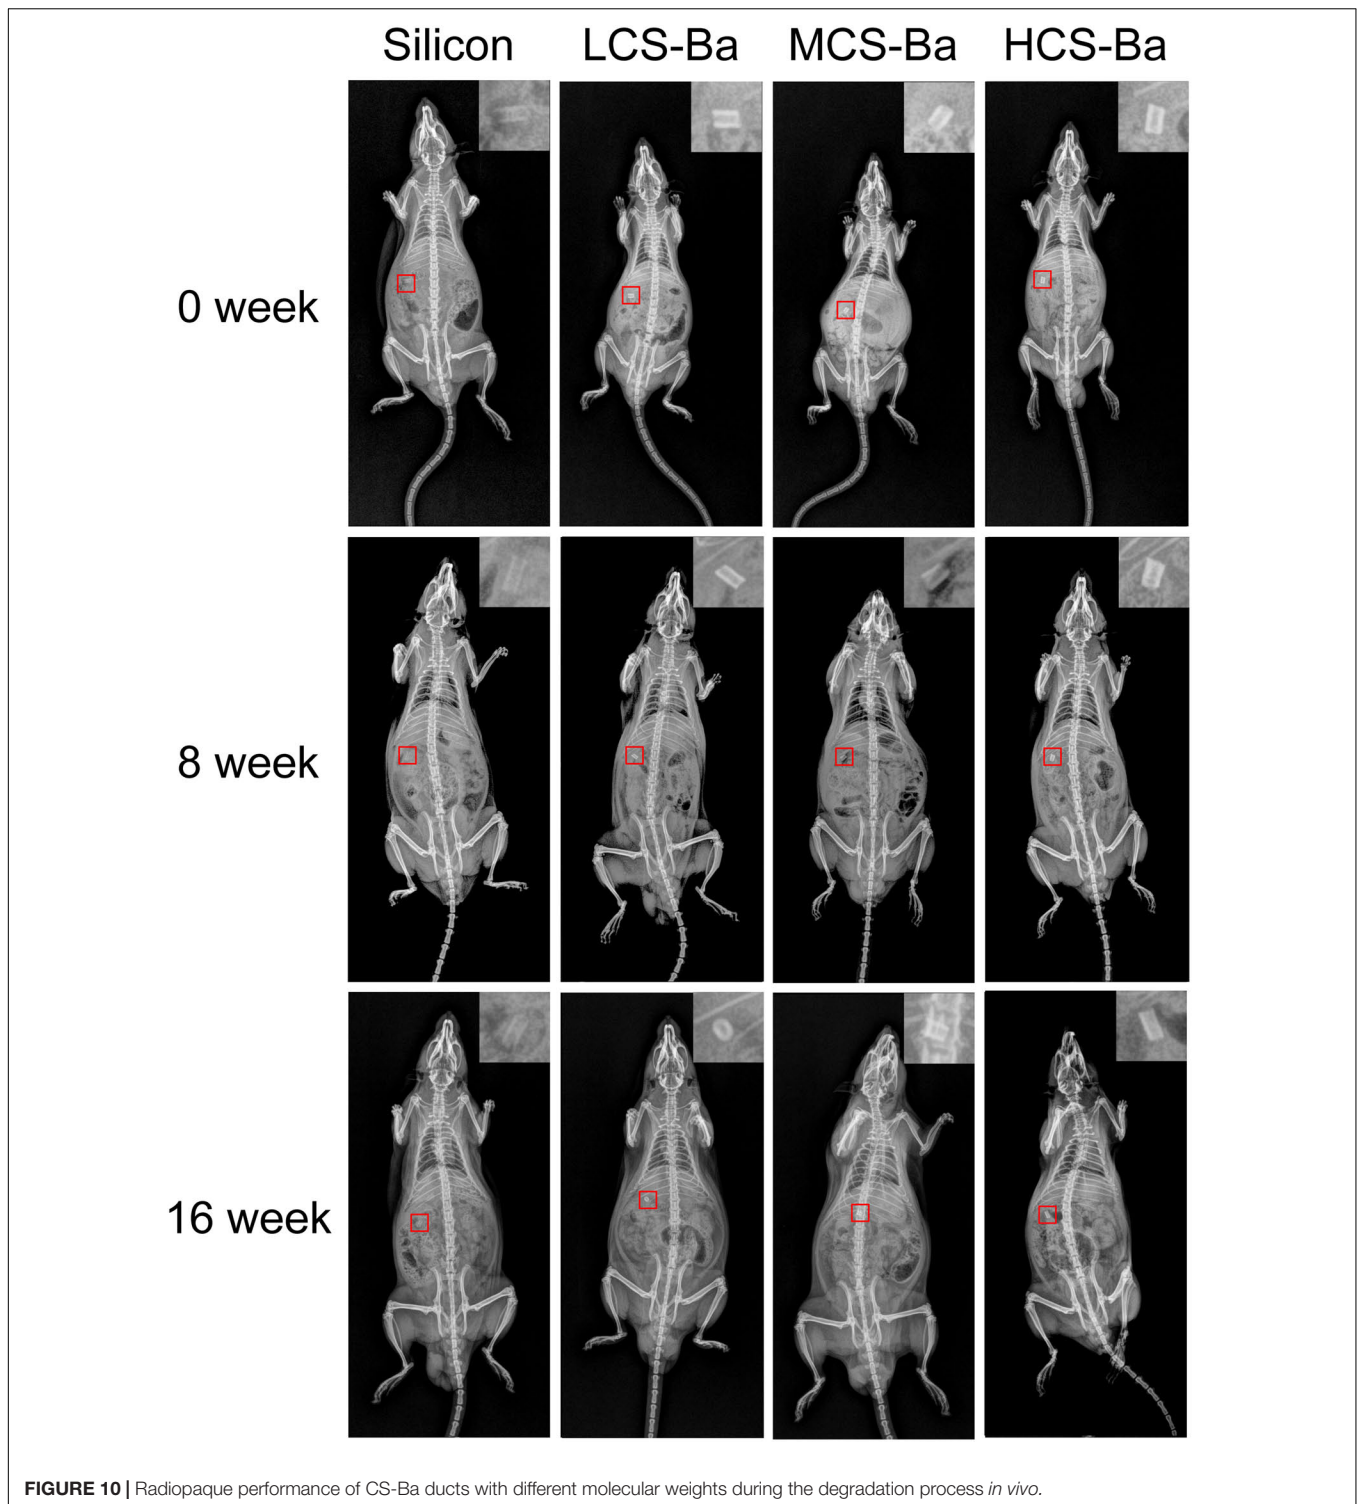 Silicon LCS-Ba MCS-Ba HCS-Ba
0 week
8 week
16 week
FIGURE 10 | Radiopaque performance of CS-Ba ducts with different molecular weights during the degradation process in vivo.